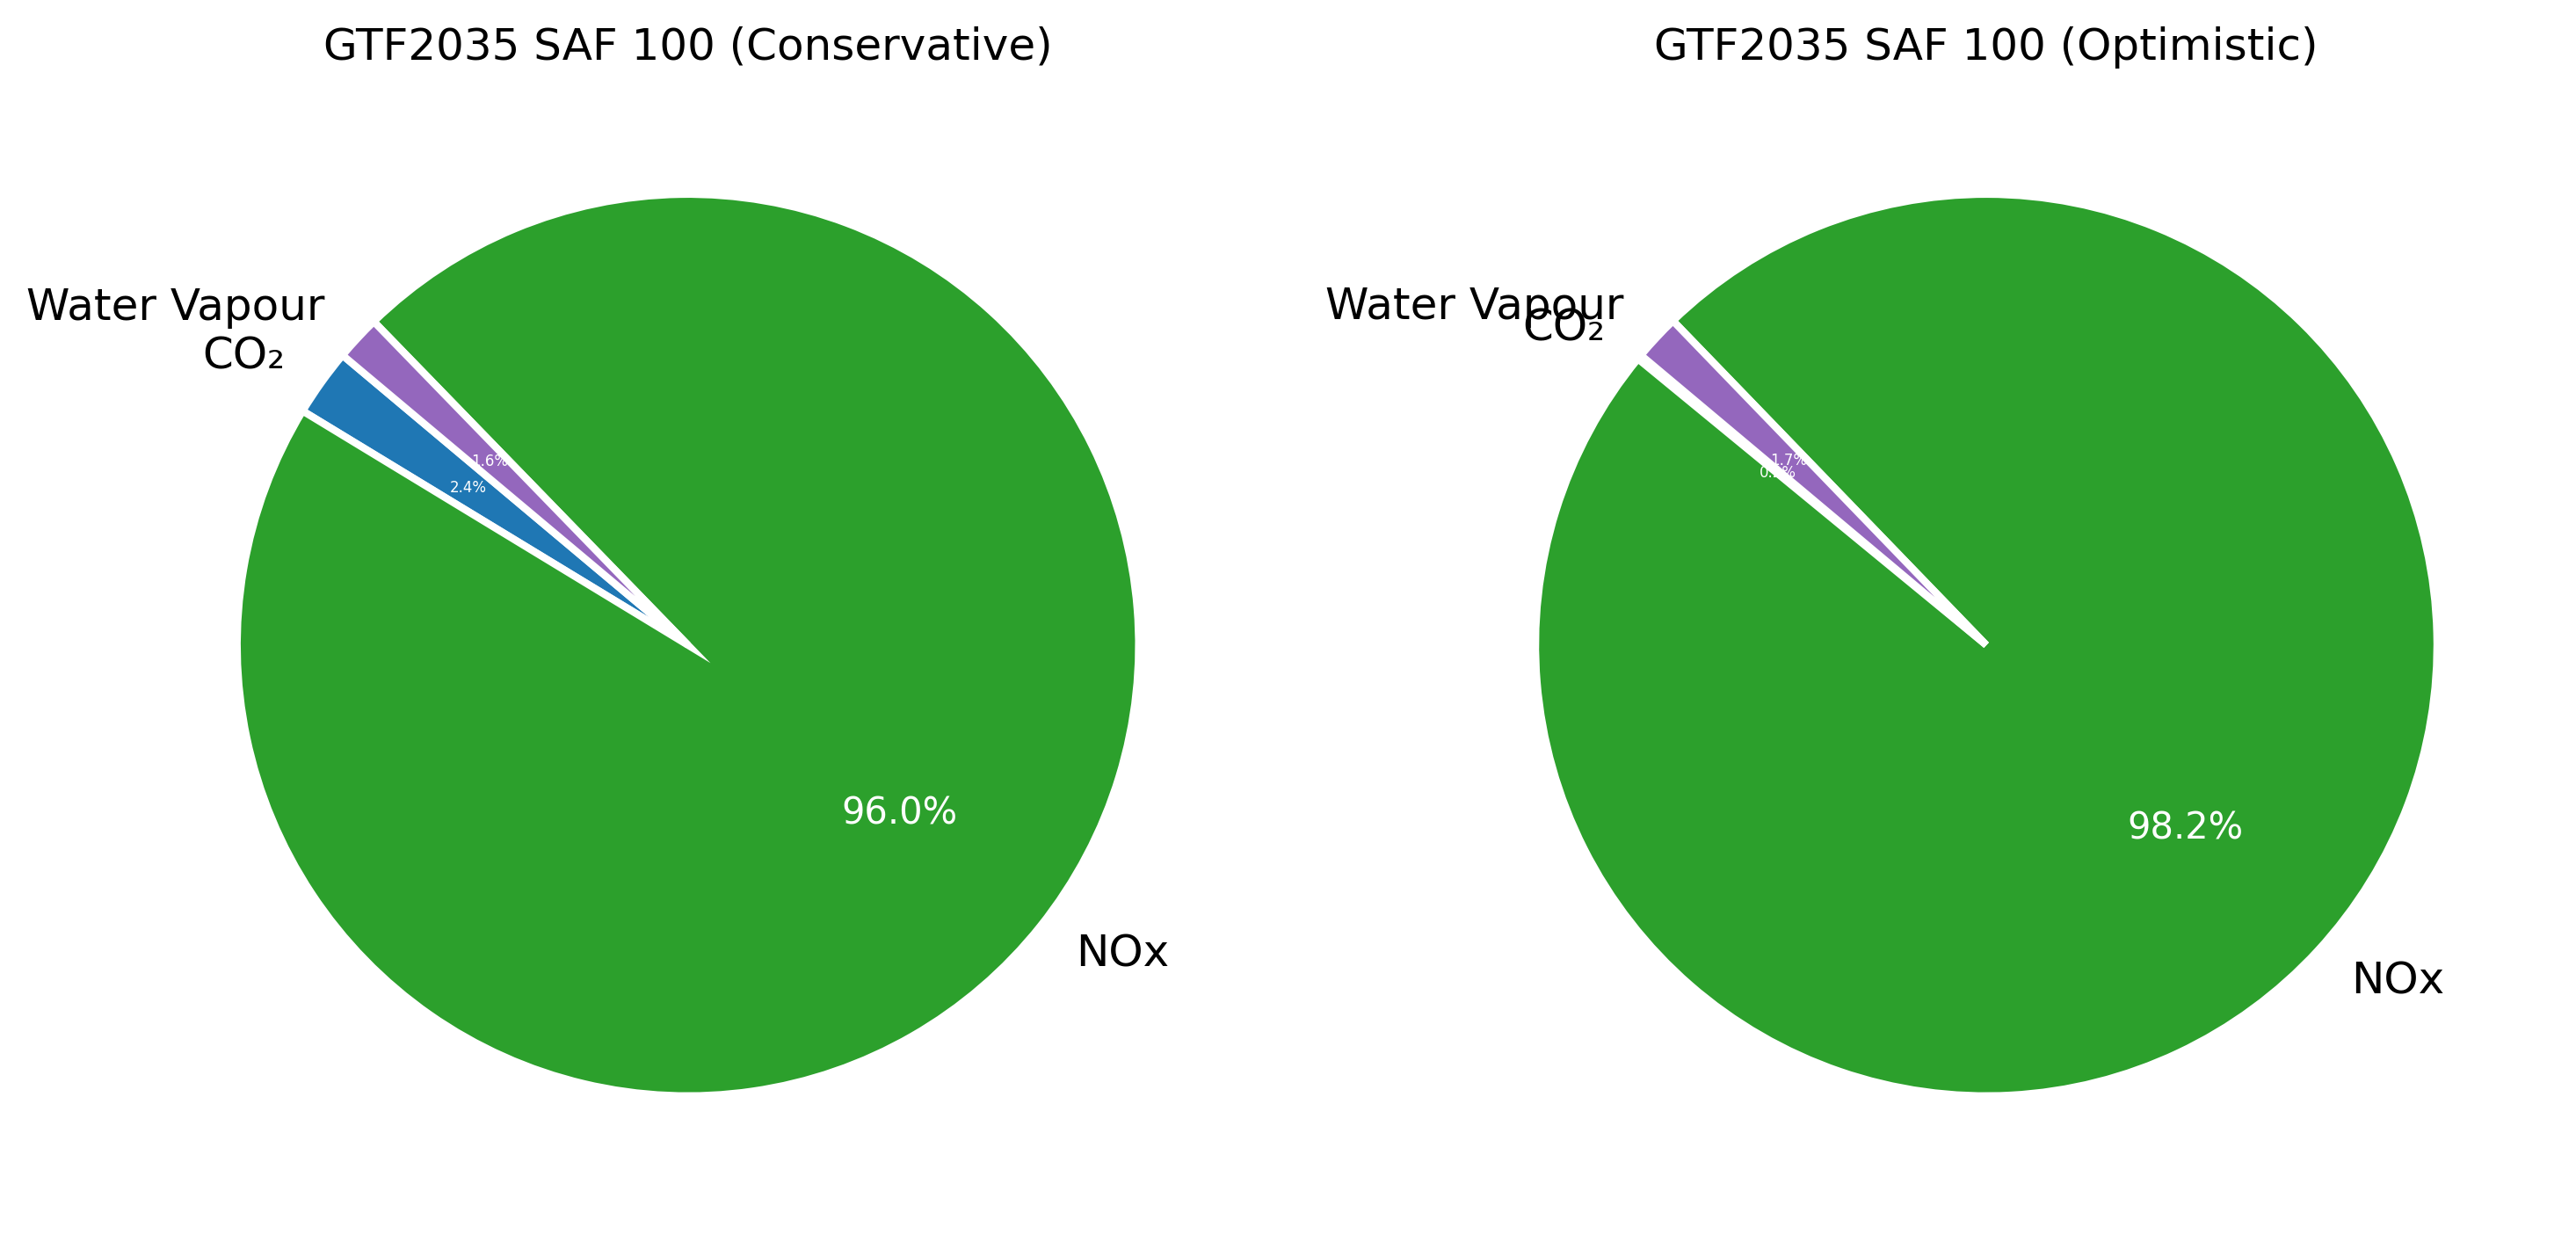 GTF2035 SAF 100 (Conservative)
Water Vapour
CO₂
1.6%
2.4%
96.0%
NOx
GTF2035 SAF 100 (Optimistic)
Water Vapour
CO₂
1.7%
98.2%
NOx